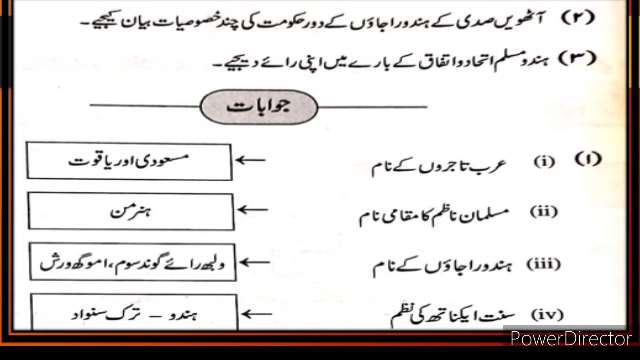 (۲) آٹھویں صدی کے ہندو راجاؤں کے دور حکومت کی چند خصوصیات بیان کیجیے۔
(۳) ہندو مسلم اتحاد و اتفاق کے بارے میں اپنی رائے دیجیے۔
جوابات
(۱) (i) عرب تاجروں کے نام ← مسعودی اور یاقوت
(ii) مسلمان ناظم کا مقامی نام ← ہنرمن
(iii) ہندو راجاؤں کے نام ← ولبھ رائے گوند سوم، اموگھ ورش
(iv) سنت ایکناتھ کی نظم ← ہندو – ترک سنواد
PowerDirector